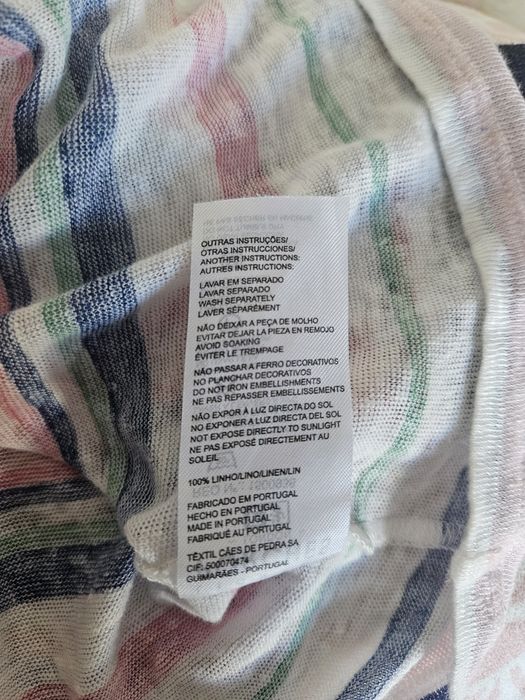 OUTRAS INSTRUÇÕES/
OTRAS INSTRUCCIONES/
ANOTHER INSTRUCTIONS:
AUTRES INSTRUCTIONS:
LAVAR EM SEPARADO
LAVAR SEPARADO
WASH SEPARATELY
LAVER SÉPARÉMENT
NÃO DEIXAR A PEÇA DE MOLHO
EVITAR DEJAR LA PIEZA EN REMOJO
AVOID SOAKING
ÉVITER LE TREMPAGE
NÃO PASSAR A FERRO DECORATIVOS
NO PLANCHAR DECORATIVOS
DO NOT IRON EMBELLISHMENTS
NE PAS REPASSER EMBELLISSEMENTS
NÃO EXPOR À LUZ DIRECTA DO SOL
NO EXPONER A LUZ DIRECTA DEL SOL
NOT EXPOSE DIRECTLY TO SUNLIGHT
NE PAS EXPOSÉ DIRECTEMENT AU
SOLEIL
100% LINHO/LINO/LINEN/LIN
FABRICADO EM PORTUGAL
HECHO EN PORTUGAL
MADE IN PORTUGAL
FABRIQUÉ AU PORTUGAL
TÊXTIL CÃES DE PEDRA SA
CIF: 500070474
GUIMARÃES - PORTUGAL